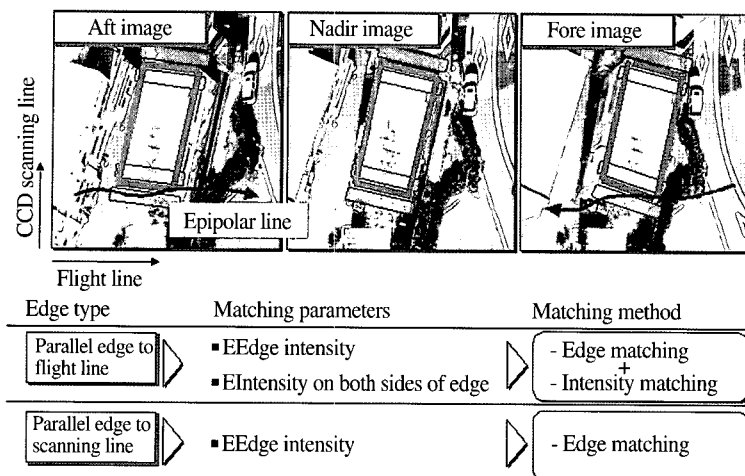 Aft image
Nadir image
Fore image
CCD scanning line
Epipolar line
Flight line
Edge type
Matching parameters
Matching method
Parallel edge to
flight line
▪ EEdge intensity
▪ EIntensity on both sides of edge
- Edge matching
+
- Intensity matching
Parallel edge to
scanning line
▪ EEdge intensity
- Edge matching